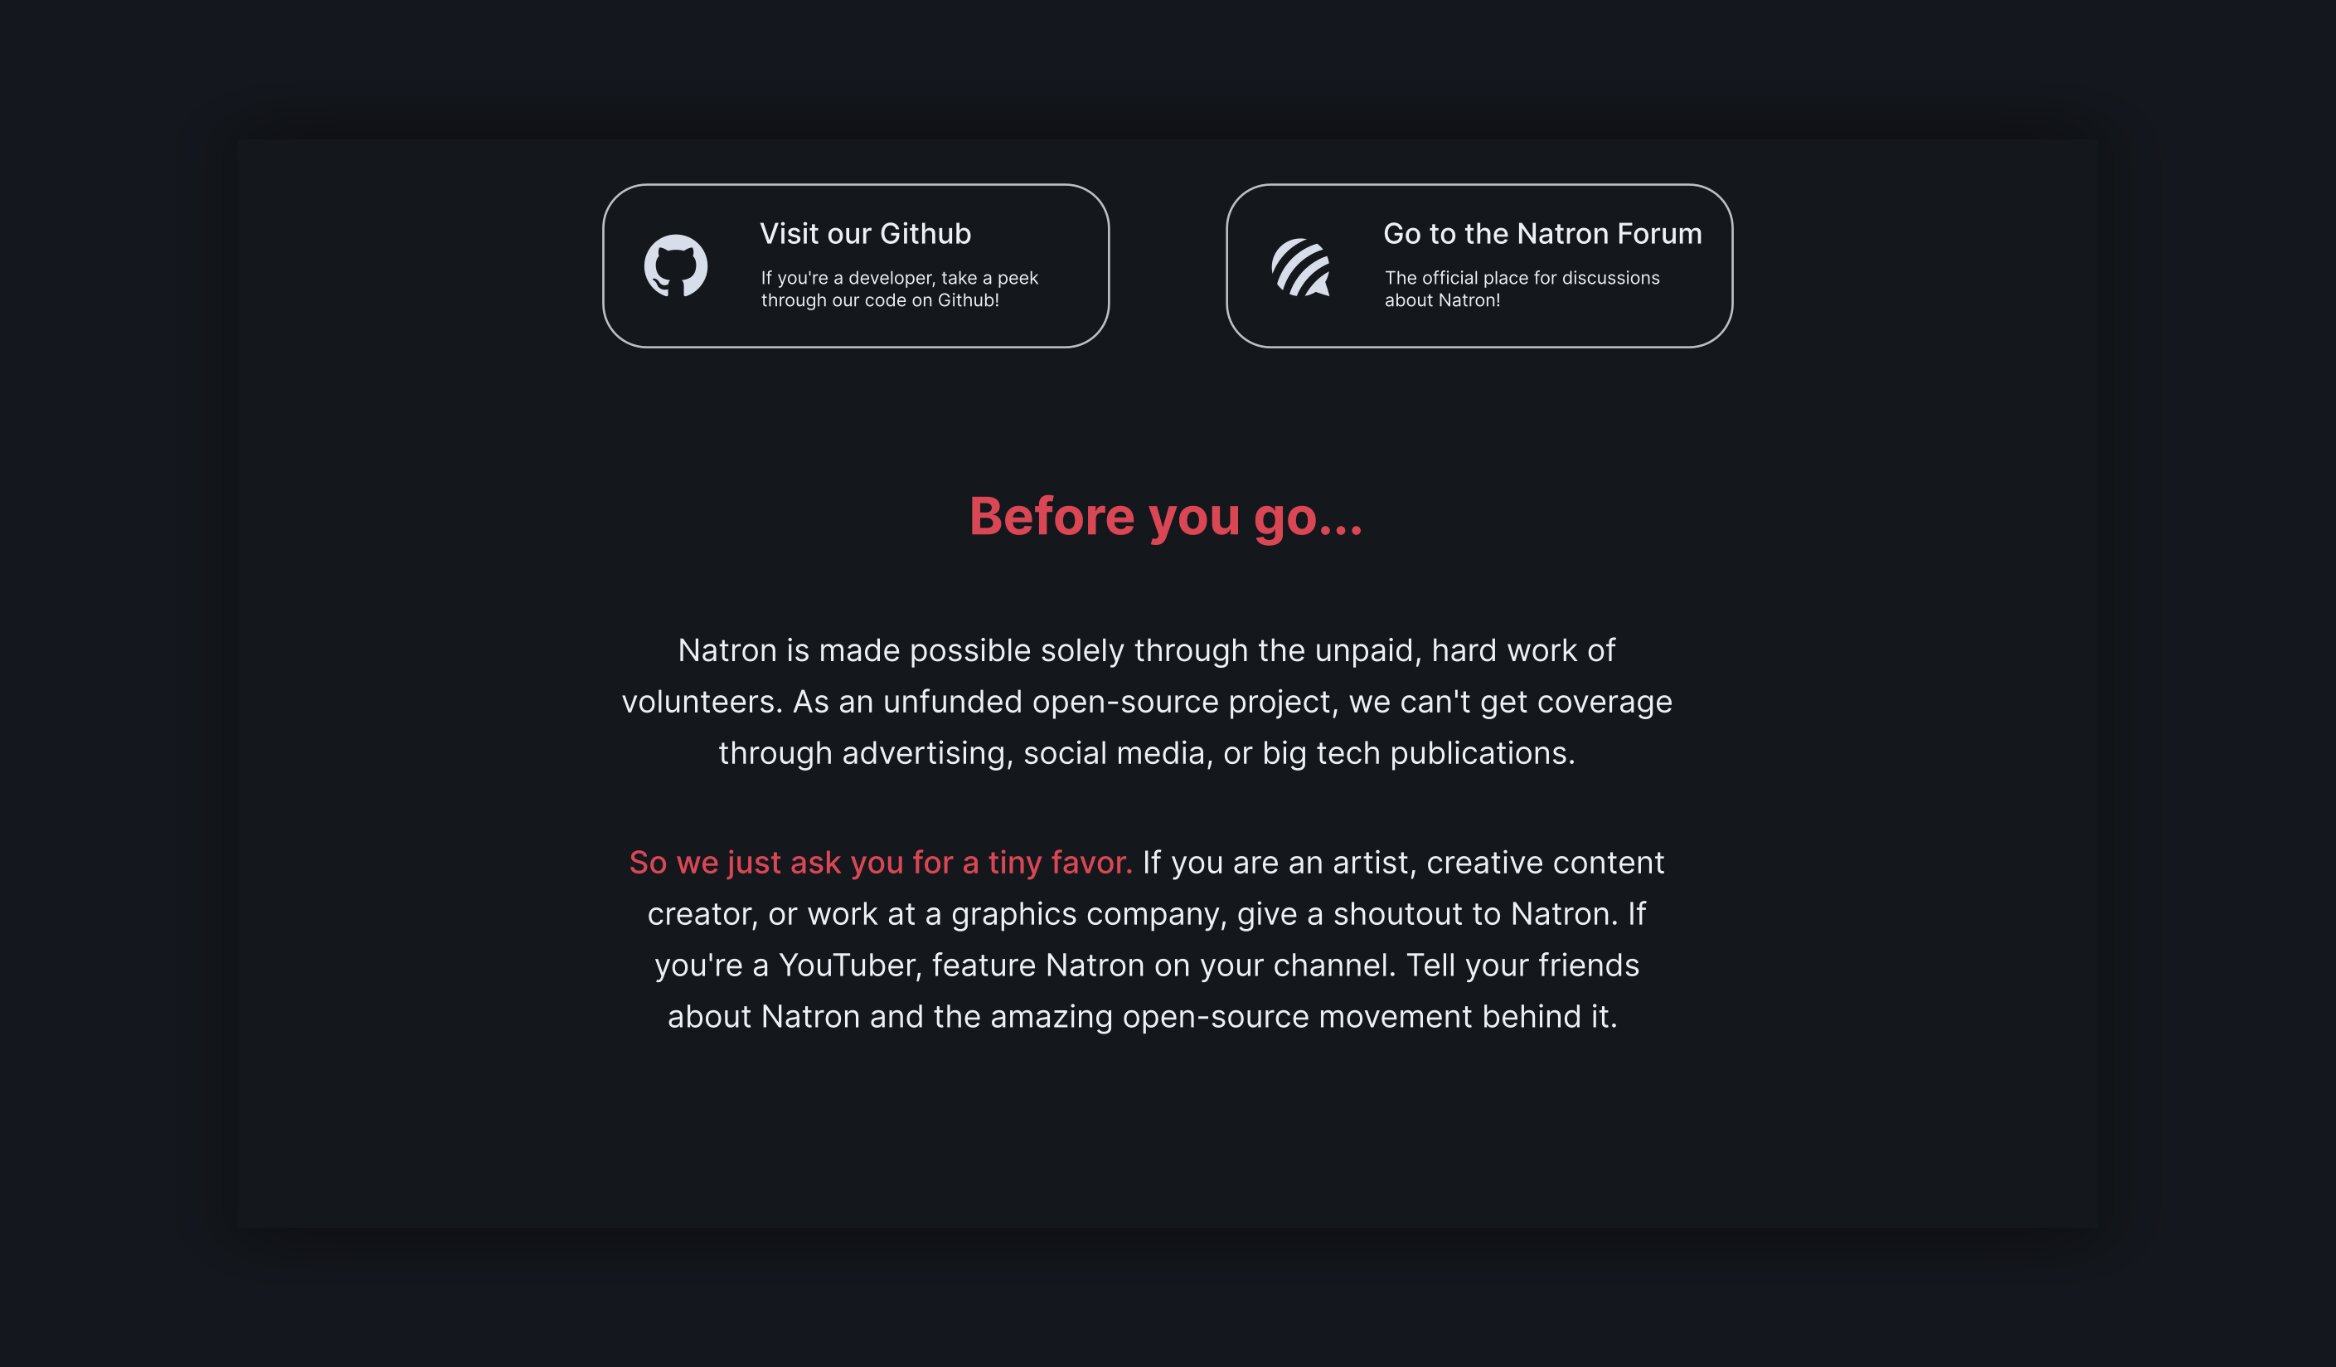 Visit our Github
If you're a developer, take a peek
through our code on Github!
Go to the Natron Forum
The official place for discussions
about Natron!
Before you go...
Natron is made possible solely through the unpaid, hard work of
volunteers. As an unfunded open-source project, we can't get coverage
through advertising, social media, or big tech publications.
So we just ask you for a tiny favor. If you are an artist, creative content
creator, or work at a graphics company, give a shoutout to Natron. If
you're a YouTuber, feature Natron on your channel. Tell your friends
about Natron and the amazing open-source movement behind it.